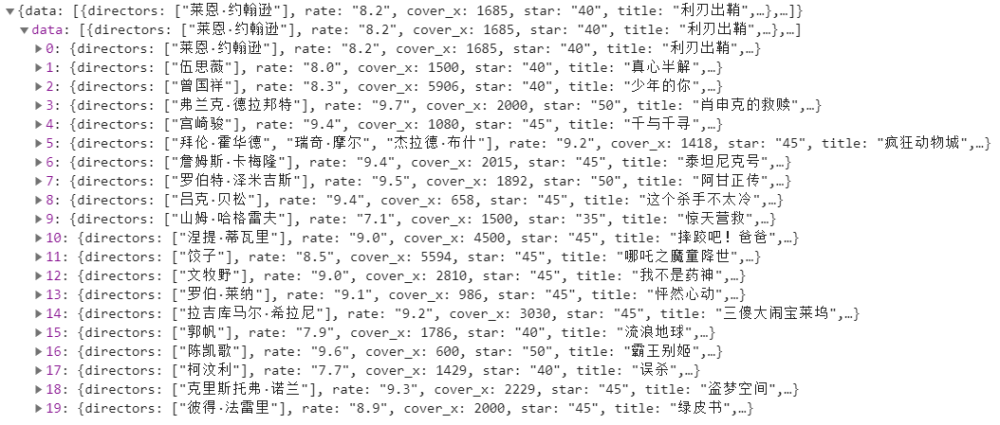 ▼{data: [{directors: ["莱恩·约翰逊"], rate: "8.2", cover_x: 1685, star: "40", title: "利刃出鞘",…},…]}
▼data: [{directors: ["莱恩·约翰逊"], rate: "8.2", cover_x: 1685, star: "40", title: "利刃出鞘",…},…]
▶0: {directors: ["莱恩·约翰逊"], rate: "8.2", cover_x: 1685, star: "40", title: "利刃出鞘",…}
▶1: {directors: ["伍思薇"], rate: "8.0", cover_x: 1500, star: "40", title: "真心半解",…}
▶2: {directors: ["曾国祥"], rate: "8.3", cover_x: 5906, star: "40", title: "少年的你",…}
▶3: {directors: ["弗兰克·德拉邦特"], rate: "9.7", cover_x: 2000, star: "50", title: "肖申克的救赎",…}
▶4: {directors: ["宫崎骏"], rate: "9.4", cover_x: 1080, star: "45", title: "千与千寻",…}
▶5: {directors: ["拜伦·霍华德", "瑞奇·摩尔", "杰拉德·布什"], rate: "9.2", cover_x: 1418, star: "45", title: "疯狂动物城",…}
▶6: {directors: ["詹姆斯·卡梅隆"], rate: "9.4", cover_x: 2015, star: "45", title: "泰坦尼克号",…}
▶7: {directors: ["罗伯特·泽米吉斯"], rate: "9.5", cover_x: 1892, star: "50", title: "阿甘正传",…}
▶8: {directors: ["吕克·贝松"], rate: "9.4", cover_x: 658, star: "45", title: "这个杀手不太冷",…}
▶9: {directors: ["山姆·哈格雷夫"], rate: "7.1", cover_x: 1500, star: "35", title: "惊天营救",…}
▶10: {directors: ["涅提·蒂瓦里"], rate: "9.0", cover_x: 4500, star: "45", title: "摔跤吧！爸爸",…}
▶11: {directors: ["饺子"], rate: "8.5", cover_x: 5594, star: "45", title: "哪吒之魔童降世",…}
▶12: {directors: ["文牧野"], rate: "9.0", cover_x: 2810, star: "45", title: "我不是药神",…}
▶13: {directors: ["罗伯·莱纳"], rate: "9.1", cover_x: 986, star: "45", title: "怦然心动",…}
▶14: {directors: ["拉吉库马尔·希拉尼"], rate: "9.2", cover_x: 3030, star: "45", title: "三傻大闹宝莱坞",…}
▶15: {directors: ["郭帆"], rate: "7.9", cover_x: 1786, star: "40", title: "流浪地球",…}
▶16: {directors: ["陈凯歌"], rate: "9.6", cover_x: 600, star: "50", title: "霸王别姬",…}
▶17: {directors: ["柯汶利"], rate: "7.7", cover_x: 1429, star: "40", title: "误杀",…}
▶18: {directors: ["克里斯托弗·诺兰"], rate: "9.3", cover_x: 2229, star: "45", title: "盗梦空间",…}
▶19: {directors: ["彼得·法雷里"], rate: "8.9", cover_x: 2000, star: "45", title: "绿皮书",…}